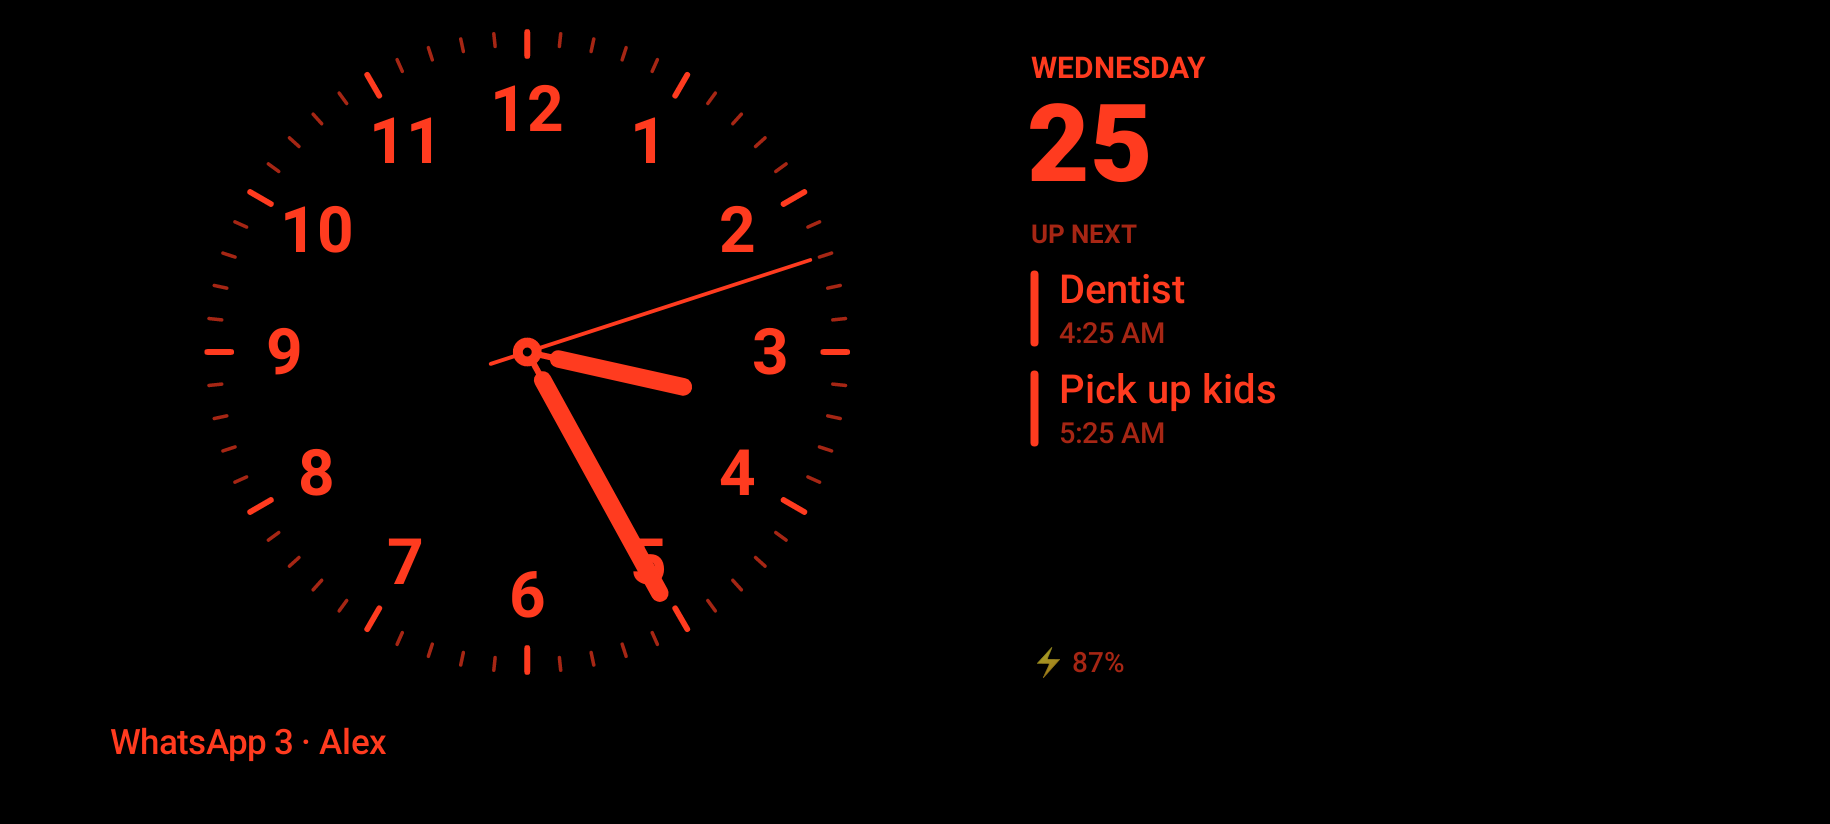 12
11
1
10
2
9
3
8
4
7
5
6
WEDNESDAY
25
UP NEXT
Dentist
4:25 AM
Pick up kids
5:25 AM
⚡ 87%
WhatsApp 3 · Alex